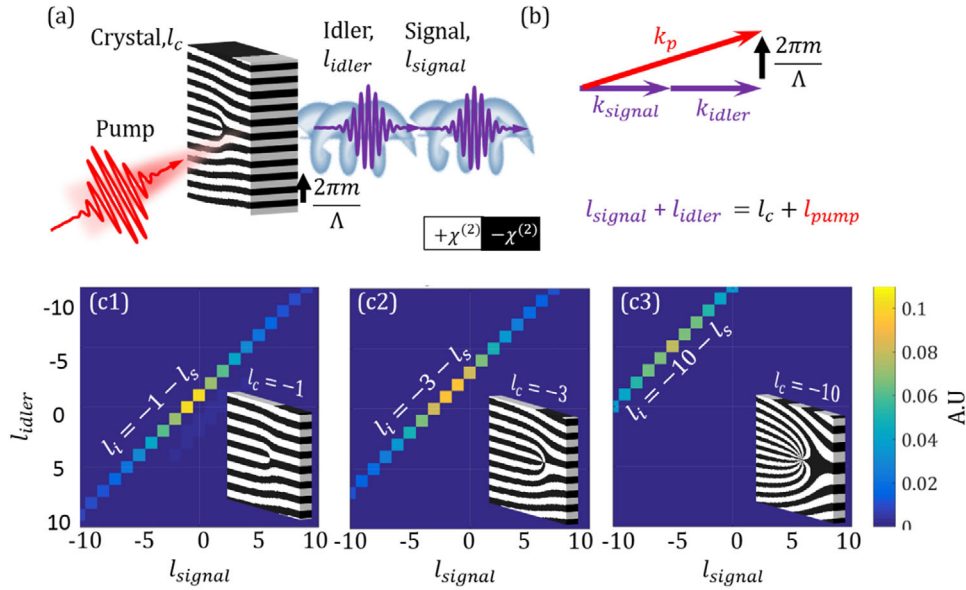 (a)
Crystal, l_c
Idler,
l_idler
Signal,
l_signal
Pump
2πm
Λ
+χ^(2) −χ^(2)
(b)
k_p
2πm
Λ
k_signal k_idler
l_signal + l_idler = l_c + l_pump
(c1)
l_i = −1 − l_s
l_c = −1
(c2)
l_i = −3 − l_s
l_c = −3
(c3)
l_i = −10 − l_s
l_c = −10
l_idler
-10
-5
0
5
10
-10 -5 0 5 10
l_signal
-10 -5 0 5 10
l_signal
-10 -5 0 5 10
l_signal
0.1
0.08
0.06
0.04
0.02
0
A.U